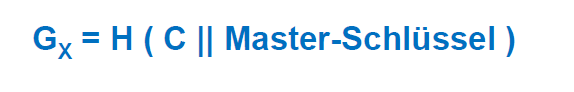 Gₓ = H ( C || Master-Schlüssel )